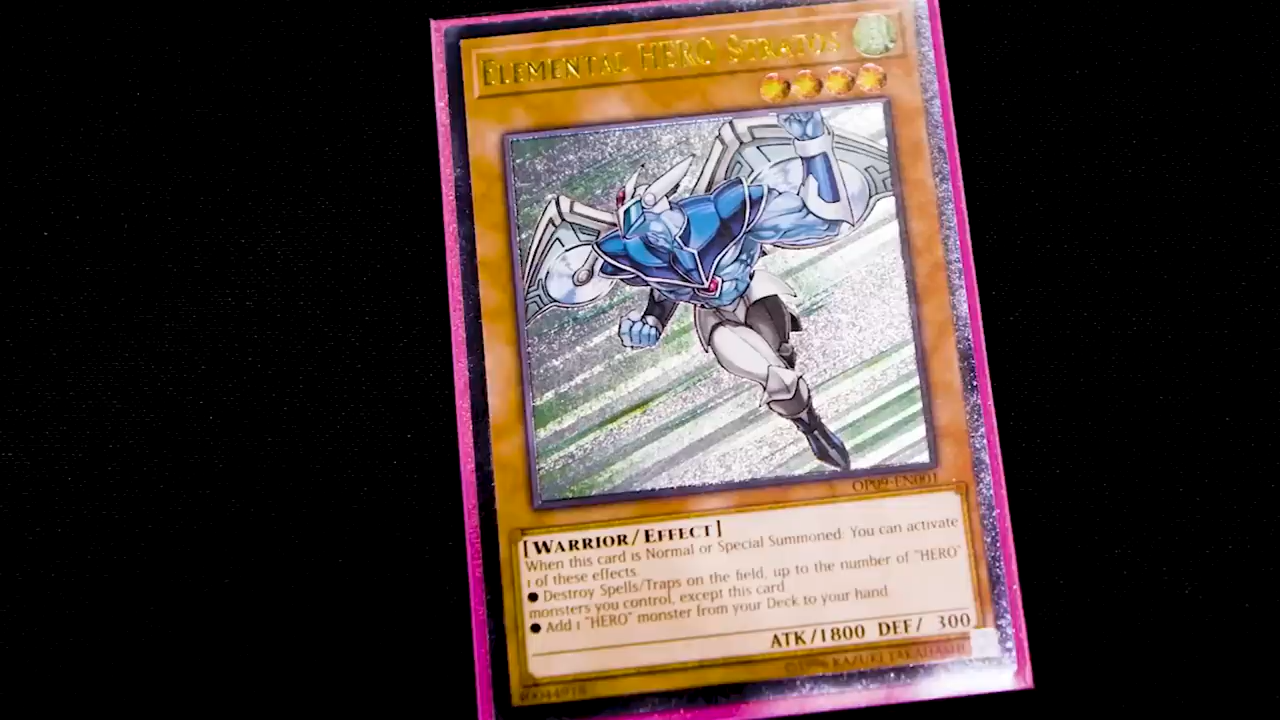 ELEMENTAL HERO STRATOS
OP09-EN001
[WARRIOR/EFFECT]
When this card is Normal or Special Summoned: You can activate
1 of these effects.
● Destroy Spells/Traps on the field, up to the number of "HERO"
monsters you control, except this card.
● Add 1 "HERO" monster from your Deck to your hand.
ATK/1800 DEF/ 300
KAZUKI TAKAHASHI